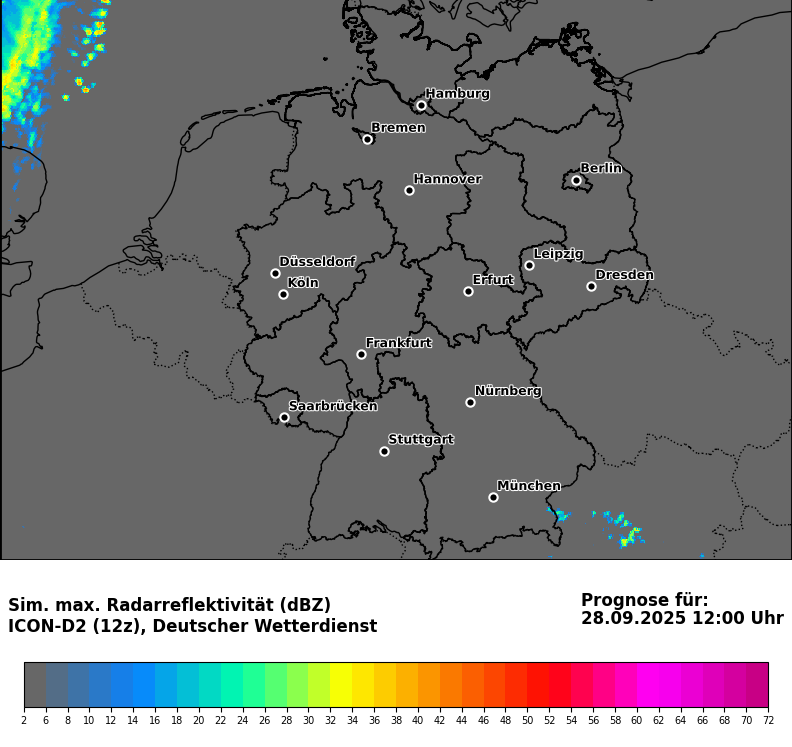 Hamburg
Bremen
Berlin
Hannover
Leipzig
Düsseldorf
Dresden
Köln
Erfurt
Frankfurt
Nürnberg
Saarbrücken
Stuttgart
München
Sim. max. Radarreflektivität (dBZ)
ICON-D2 (12z), Deutscher Wetterdienst
Prognose für:
28.09.2025 12:00 Uhr
2 6 8 10 12 14 16 18 20 22 24 26 28 30 32 34 36 38 40 42 44 46 48 50 52 54 56 58 60 62 64 66 68 70 72